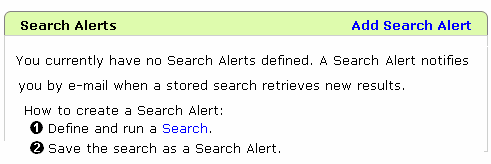 Search Alerts Add Search Alert
You currently have no Search Alerts defined. A Search Alert notifies
you by e-mail when a stored search retrieves new results.
How to create a Search Alert:
❶ Define and run a Search.
❷ Save the search as a Search Alert.